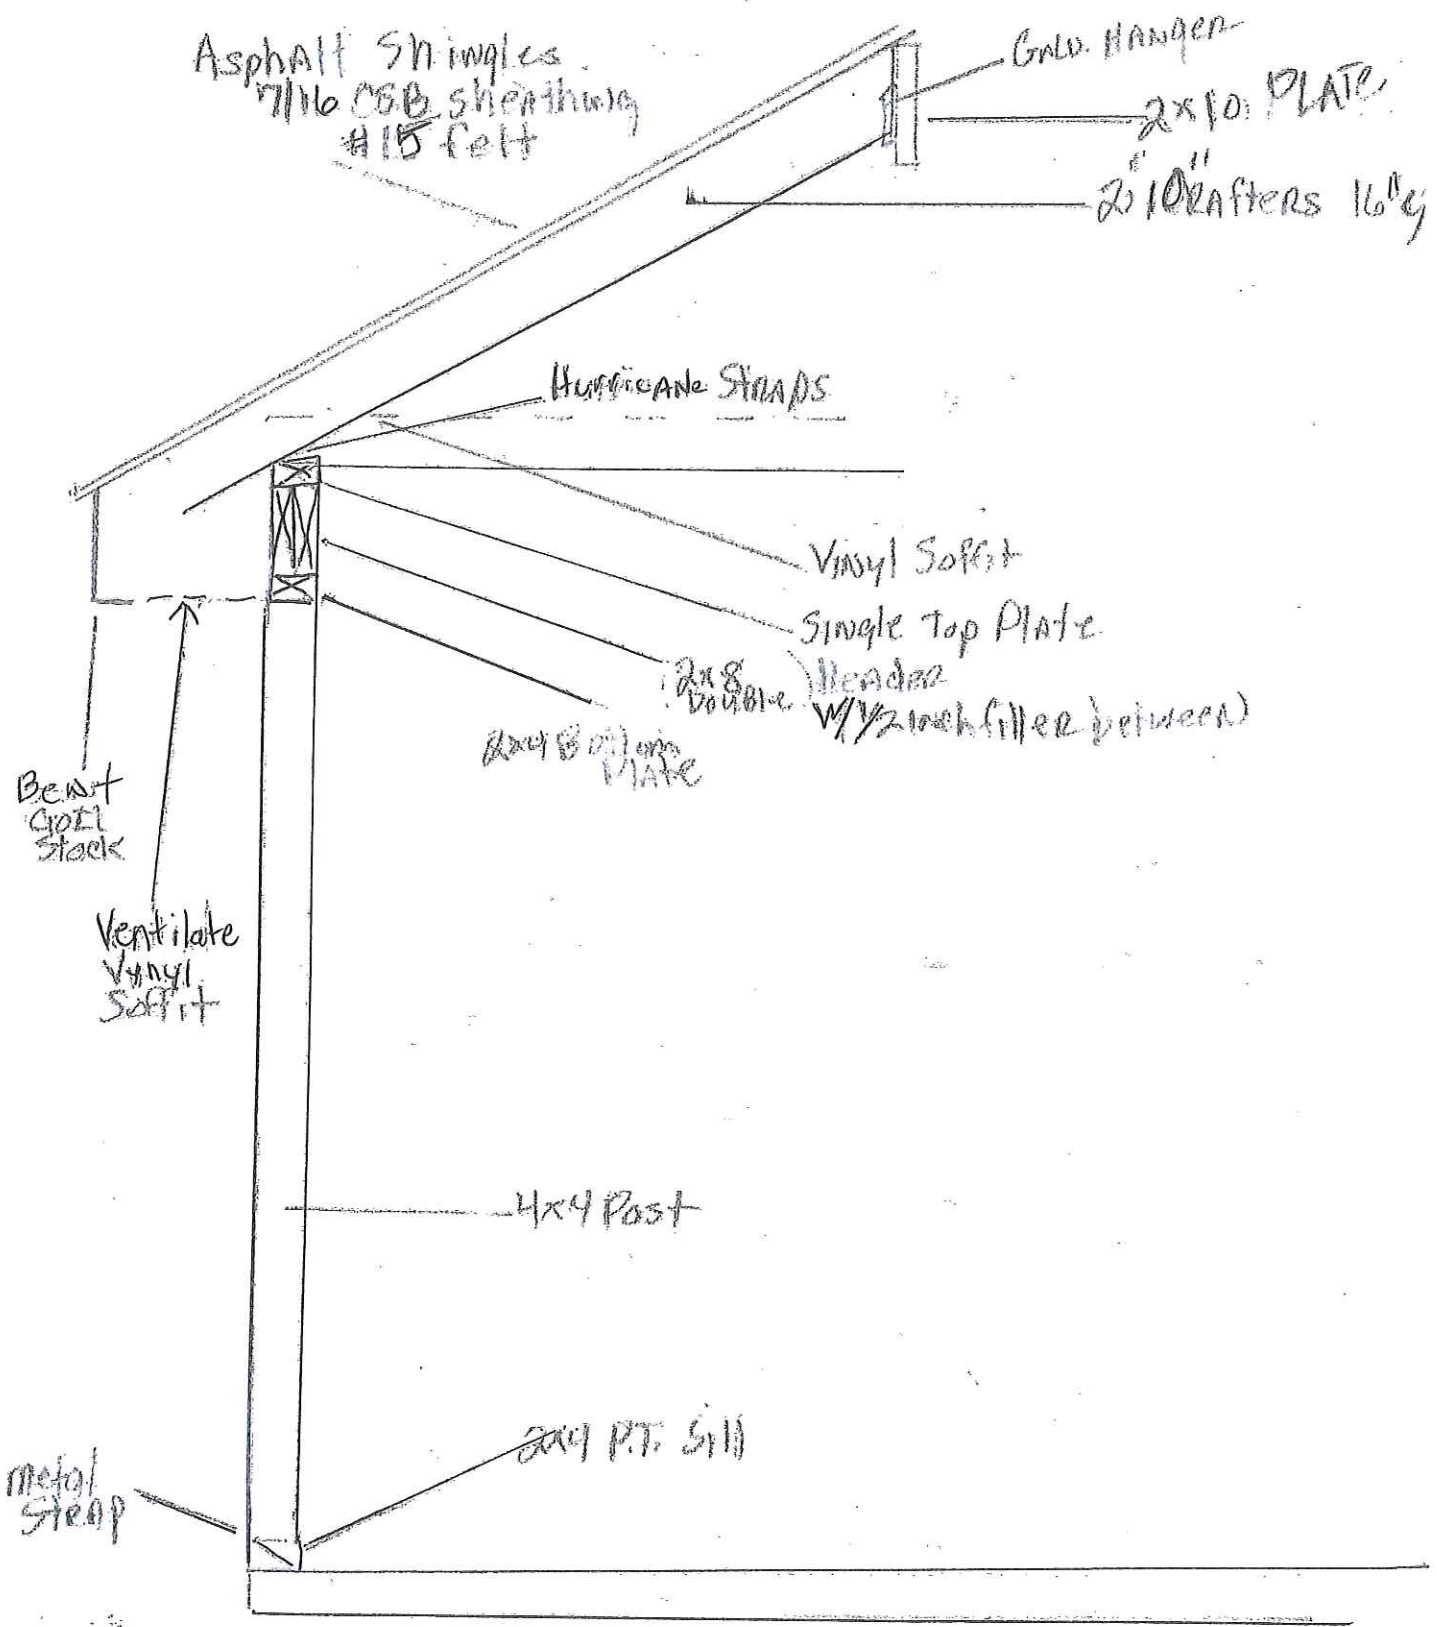 Asphalt Shingles
7/16 OSB sheathing
#15 felt
Galv. Hanger
2x10 PLATE
2"10" Rafters 16"
Hurricane Straps
Vinyl Soffit
Single Top Plate
2x8
Double
Header
W/ 1/2 inch filler between)
2x4 Bottom
Plate
Bent
Coil
Stock
Ventilate
Vynyl
Soffit
4x4 Post
2x4 P.T. Sill
Metal
Strap